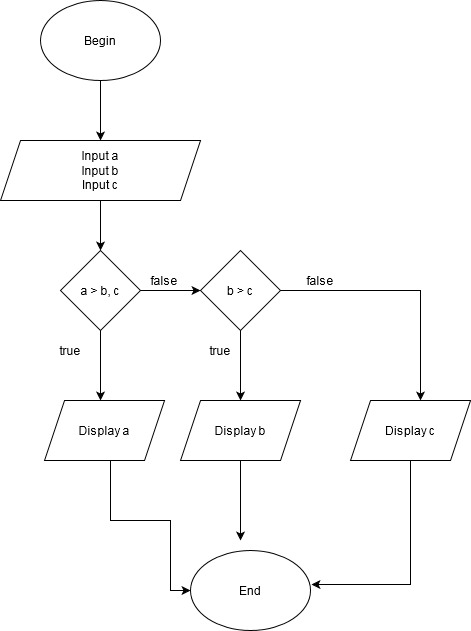 Begin
Input a
Input b
Input c
a > b, c
false
b > c
false
true
true
Display a
Display b
Display c
End